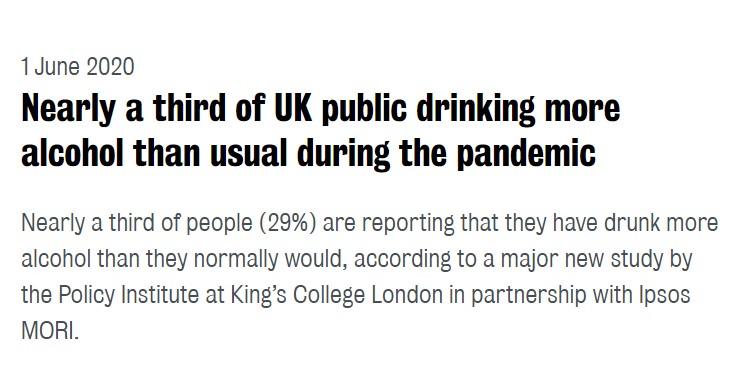 1 June 2020
Nearly a third of UK public drinking more
alcohol than usual during the pandemic
Nearly a third of people (29%) are reporting that they have drunk more
alcohol than they normally would, according to a major new study by
the Policy Institute at King’s College London in partnership with Ipsos
MORI.